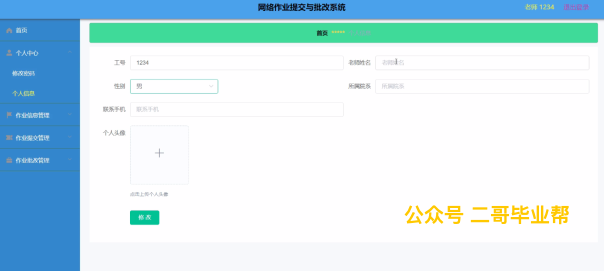 网络作业提交与批改系统
老师 1234
退出登录
首页
首页
个人中心
修改密码
个人信息
作业信息管理
作业提交管理
作业批改管理
工号 1234
老师姓名 老师姓名
性别 男
所属院系 所属院系
联系手机 联系手机
个人头像
点击上传个人头像
修改
公众号 二哥毕业帮